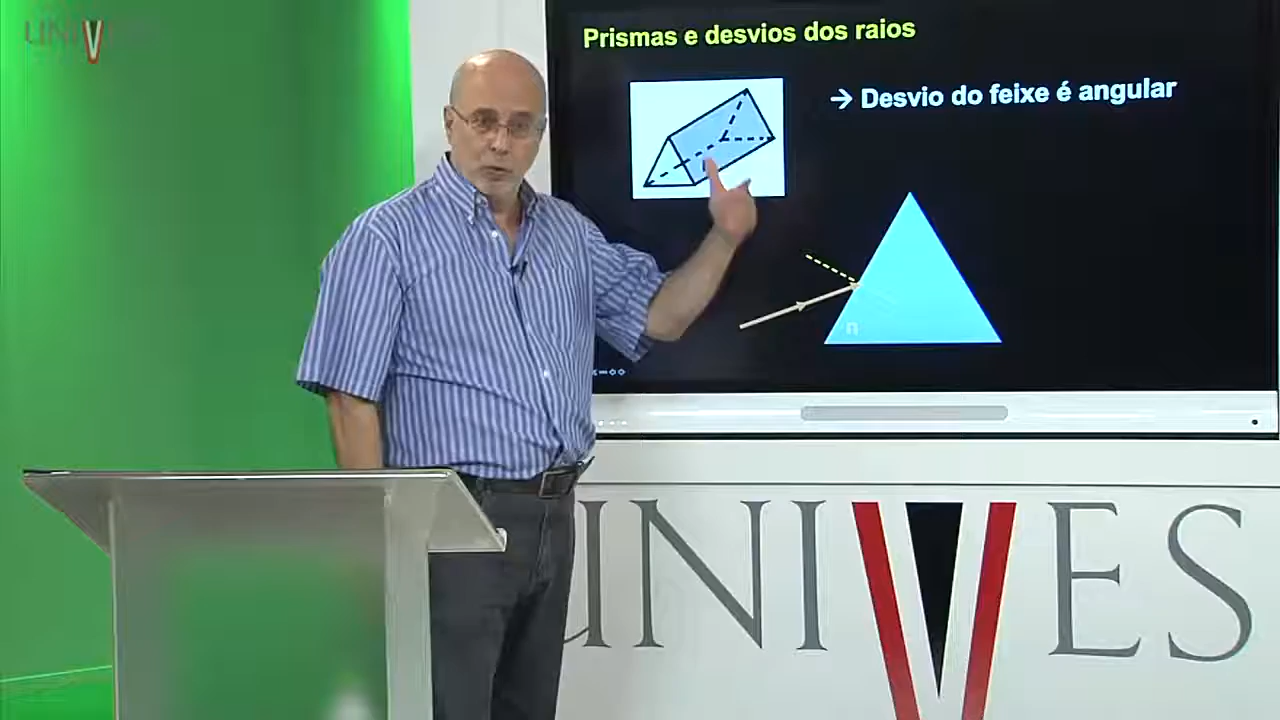 UNIVES
Prismas e desvios dos raios
→ Desvio do feixe é angular
n
UNIVES